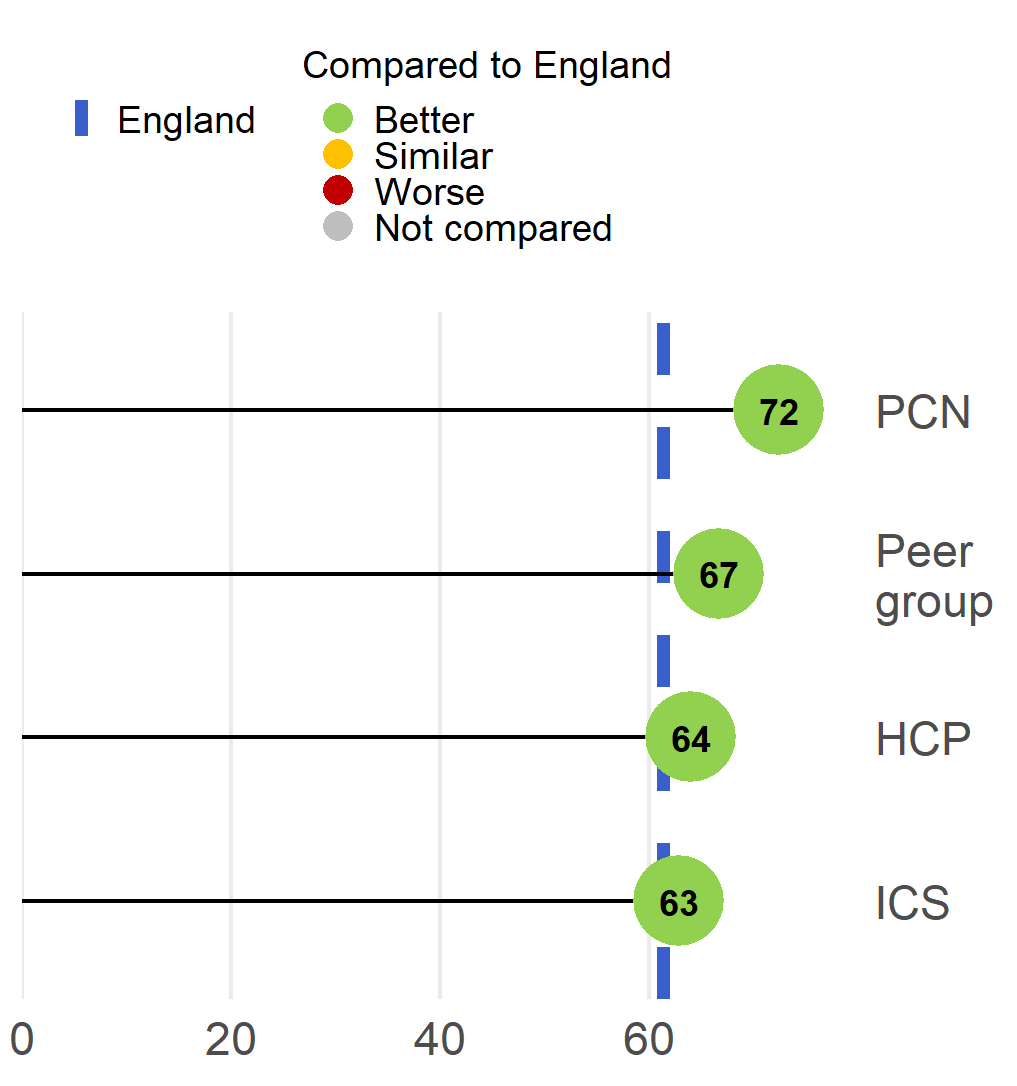 Compared to England
England
Better
Similar
Worse
Not compared
72
PCN
67
Peer
group
64
HCP
63
ICS
0 20 40 60